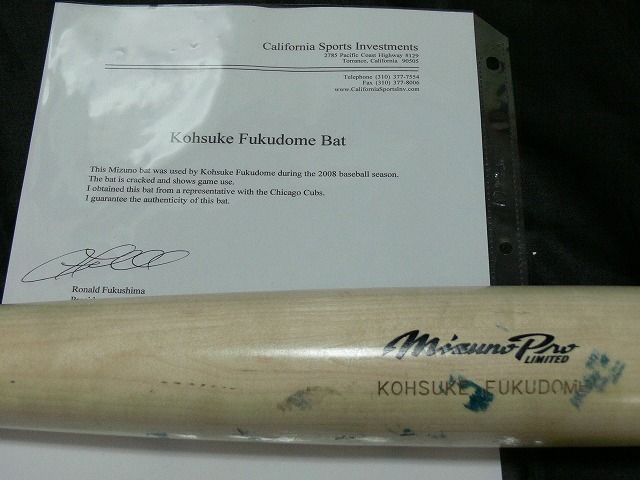 California Sports Investments
2785 Pacific Coast Highway #129
Torrance, California 90505
Telephone (310) 377-7554
Fax (310) 377-8006
www.CaliforniaSportsInv.com
Kohsuke Fukudome Bat
This Mizuno bat was used by Kohsuke Fukudome during the 2008 baseball season.
The bat is cracked and shows game use.
I obtained this bat from a representative with the Chicago Cubs.
I guarantee the authenticity of this bat.
Ronald Fukushima
Mizuno Pro
LIMITED
KOHSUKE FUKUDOME